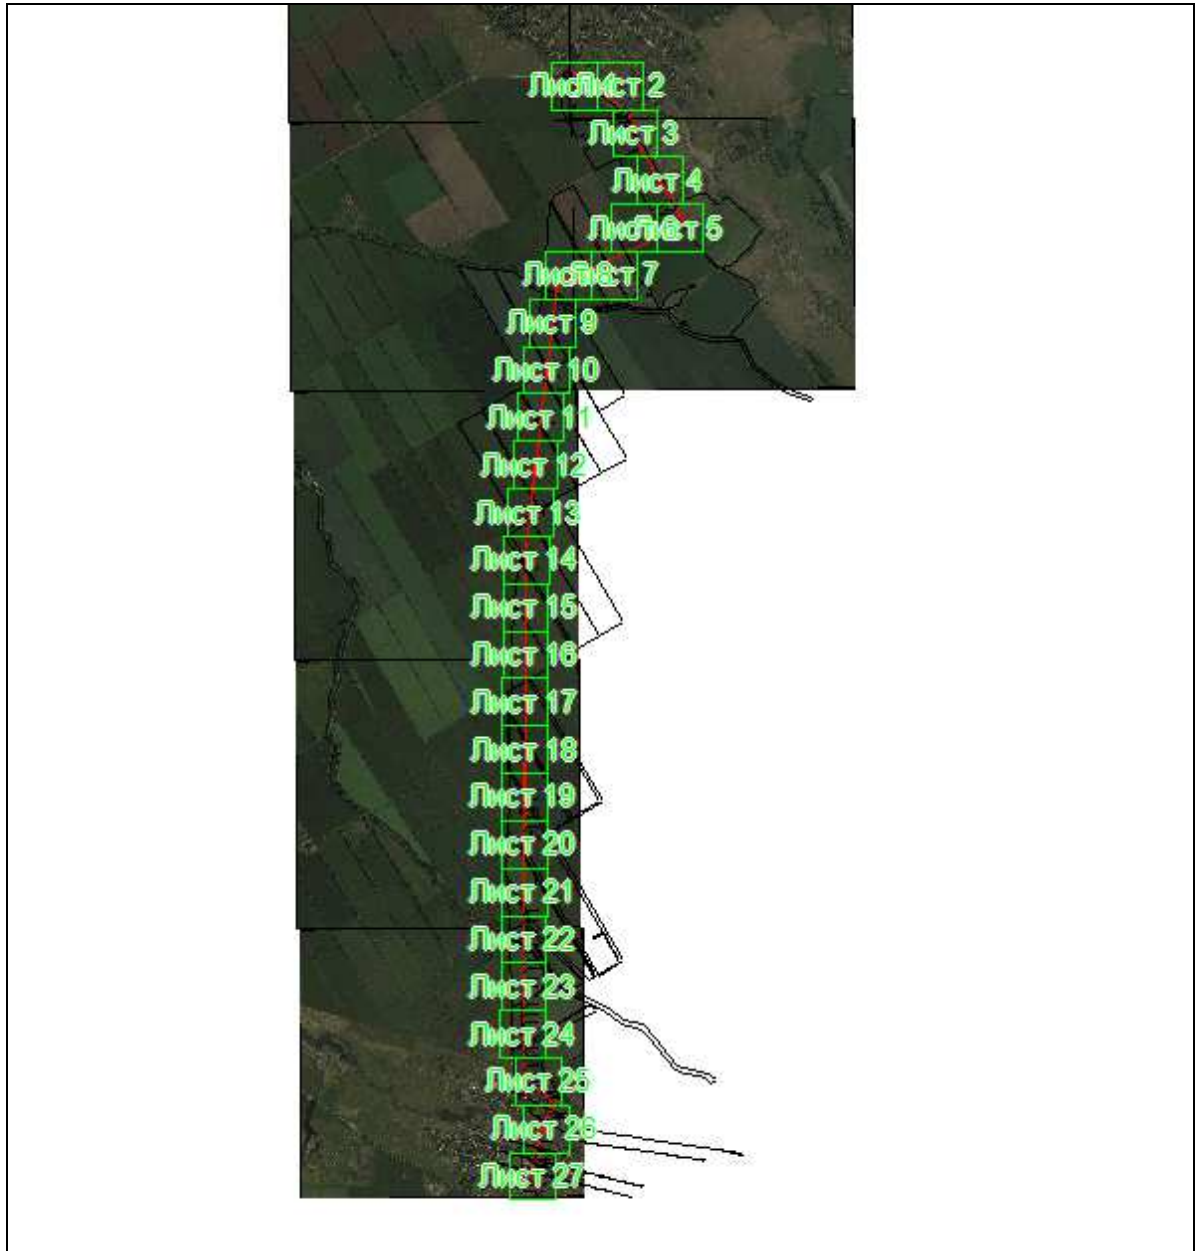 Лист 2
Лист 3
Лист 4
Лист 5
Лист 7
Лист 9
Лист 10
Лист 11
Лист 12
Лист 13
Лист 14
Лист 15
Лист 16
Лист 17
Лист 18
Лист 19
Лист 20
Лист 21
Лист 22
Лист 23
Лист 24
Лист 25
Лист 26
Лист 27